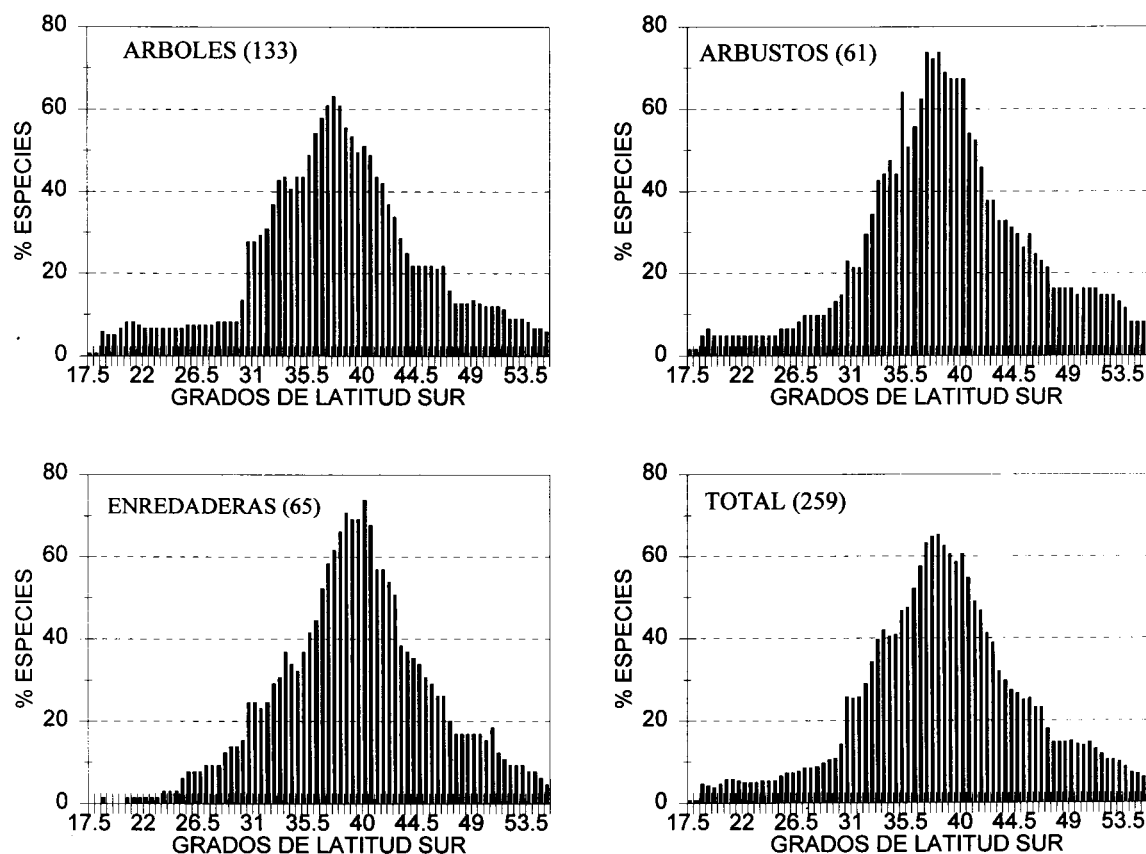 80
60
40
20
0
% ESPECIES
ARBOLES (133)
17.5 22 26.5 31 35.5 40 44.5 49 53.5
GRADOS DE LATITUD SUR
80
60
40
20
0
% ESPECIES
ARBUSTOS (61)
17.5 22 26.5 31 35.5 40 44.5 49 53.5
GRADOS DE LATITUD SUR
80
60
40
20
0
% ESPECIES
ENREDADERAS (65)
17.5 22 26.5 31 35.5 40 44.5 49 53.5
GRADOS DE LATITUD SUR
80
60
40
20
0
% ESPECIES
TOTAL (259)
17.5 22 26.5 31 35.5 40 44.5 49 53.5
GRADOS DE LATITUD SUR